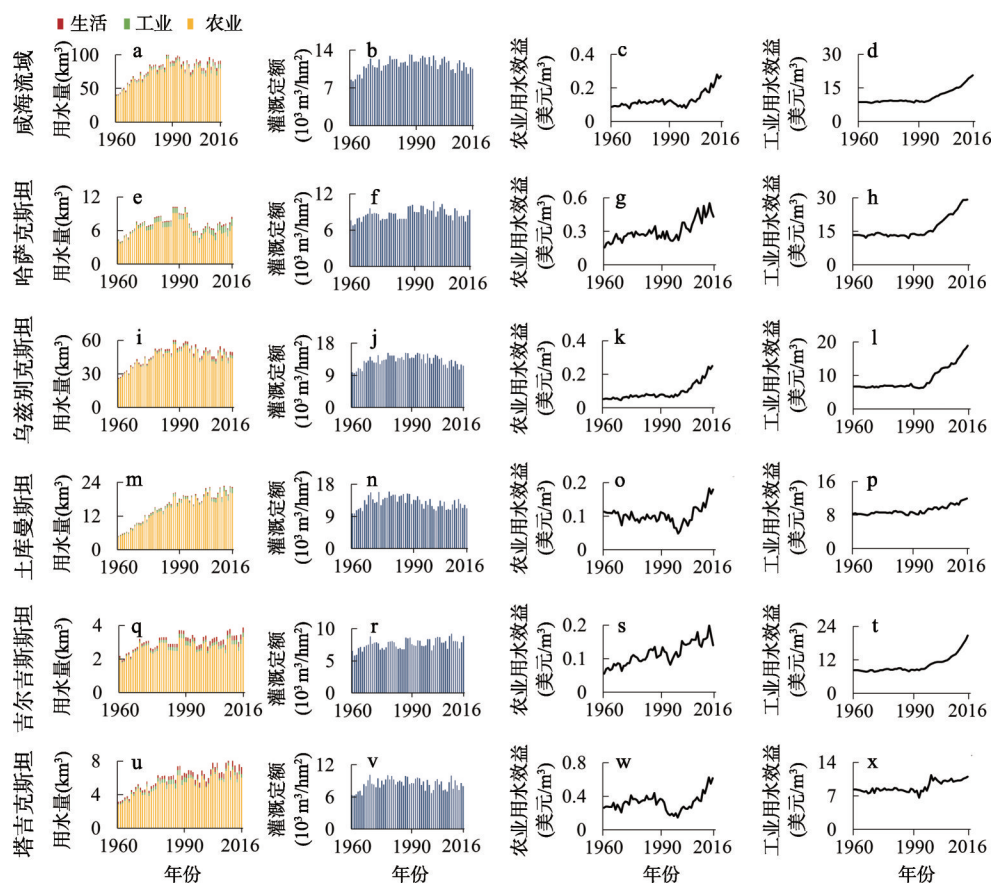 生活 工业 农业
咸海流域
用水量(km³)
a
100
50
0
1960 1990 2016
灌溉定额
(10³ m³/hm²)
b
14
7
0
1960 1990 2016
农业用水效益
(美元/m³)
c
0.4
0.2
0
1960 1990 2016
工业用水效益
(美元/m³)
d
30
15
0
1960 1990 2016
哈萨克斯坦
用水量(km³)
e
12
6
0
1960 1990 2016
灌溉定额
(10³ m³/hm²)
f
12
6
0
1960 1990 2016
农业用水效益
(美元/m³)
g
0.6
0.3
0
1960 1990 2016
工业用水效益
(美元/m³)
h
30
15
0
1960 1990 2016
乌兹别克斯坦
用水量(km³)
i
60
30
0
1960 1990 2016
灌溉定额
(10³ m³/hm²)
j
18
9
0
1960 1990 2016
农业用水效益
(美元/m³)
k
0.4
0.2
0
1960 1990 2016
工业用水效益
(美元/m³)
l
20
10
0
1960 1990 2016
土库曼斯坦
用水量(km³)
m
24
12
0
1960 1990 2016
灌溉定额
(10³ m³/hm²)
n
18
9
0
1960 1990 2016
农业用水效益
(美元/m³)
o
0.2
0.1
0
1960 1990 2016
工业用水效益
(美元/m³)
p
16
8
0
1960 1990 2016
吉尔吉斯斯坦
用水量(km³)
q
4
2
0
1960 1990 2016
灌溉定额
(10³ m³/hm²)
r
10
5
0
1960 1990 2016
农业用水效益
(美元/m³)
s
0.2
0.1
0
1960 1990 2016
工业用水效益
(美元/m³)
t
24
12
0
1960 1990 2016
塔吉克斯坦
用水量(km³)
u
8
4
0
1960 1990 2016
年份
灌溉定额
(10³ m³/hm²)
v
12
6
0
1960 1990 2016
年份
农业用水效益
(美元/m³)
w
0.8
0.4
0
1960 1990 2016
年份
工业用水效益
(美元/m³)
x
14
7
0
1960 1990 2016
年份